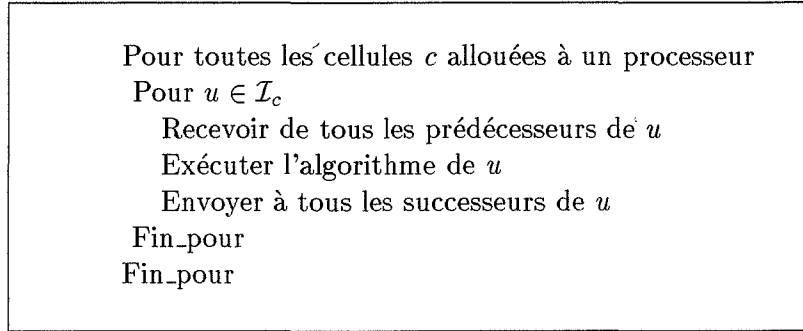 Pour toutes les cellules c allouées à un processeur
Pour u ∈ ℐc
Recevoir de tous les prédécesseurs de u
Exécuter l'algorithme de u
Envoyer à tous les successeurs de u
Fin_pour
Fin_pour